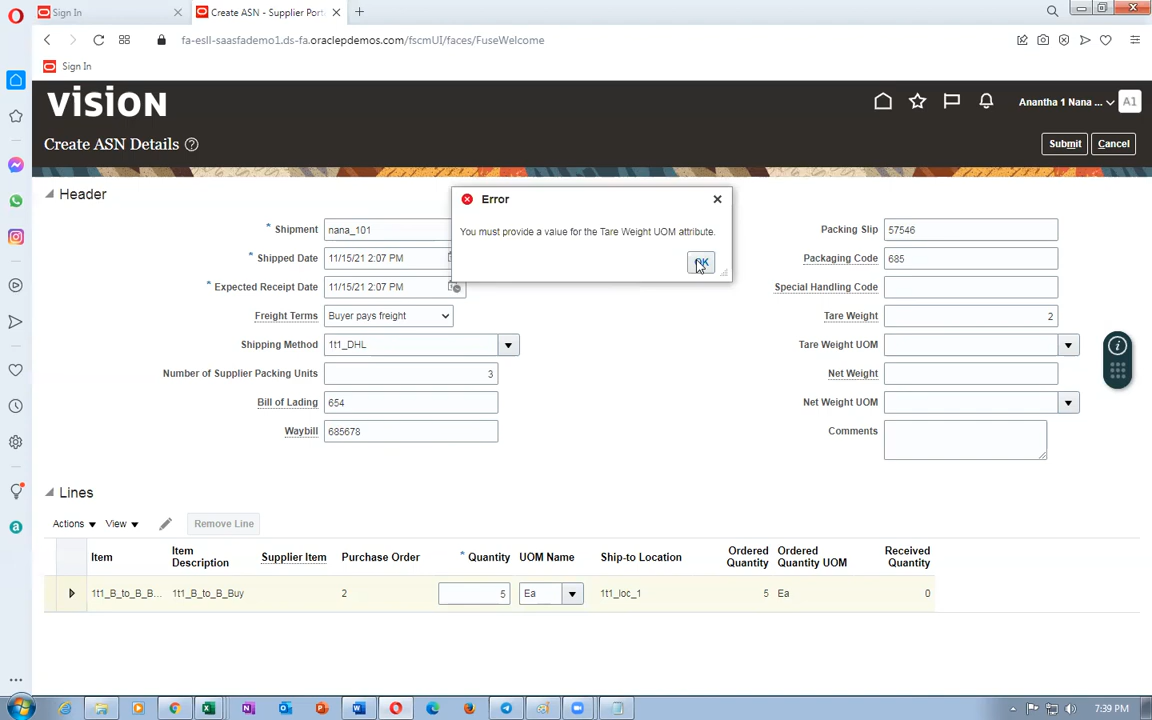 Sign In
Create ASN - Supplier Port
fa-esll-saasfademo1.ds-fa.oraclepdemos.com/fscmUI/faces/FuseWelcome
Sign In
vision
Anantha 1 Nana ...
A1
Create ASN Details
Submit
Cancel
Header
Error
You must provide a value for the Tare Weight UOM attribute.
OK
* Shipment nana_101
* Shipped Date 11/15/21 2:07 PM
* Expected Receipt Date 11/15/21 2:07 PM
Freight Terms Buyer pays freight
Shipping Method 1t1_DHL
Number of Supplier Packing Units 3
Bill of Lading 654
Waybill 685678
Packing Slip 57546
Packaging Code 685
Special Handling Code
Tare Weight 2
Tare Weight UOM
Net Weight
Net Weight UOM
Comments
Lines
Actions View Remove Line
Item Item Description Supplier Item Purchase Order * Quantity UOM Name Ship-to Location Ordered Quantity Ordered Quantity UOM Received Quantity
1t1_B_to_B_B... 1t1_B_to_B_Buy 2 5 Ea 1t1_loc_1 5 Ea 0
7:39 PM